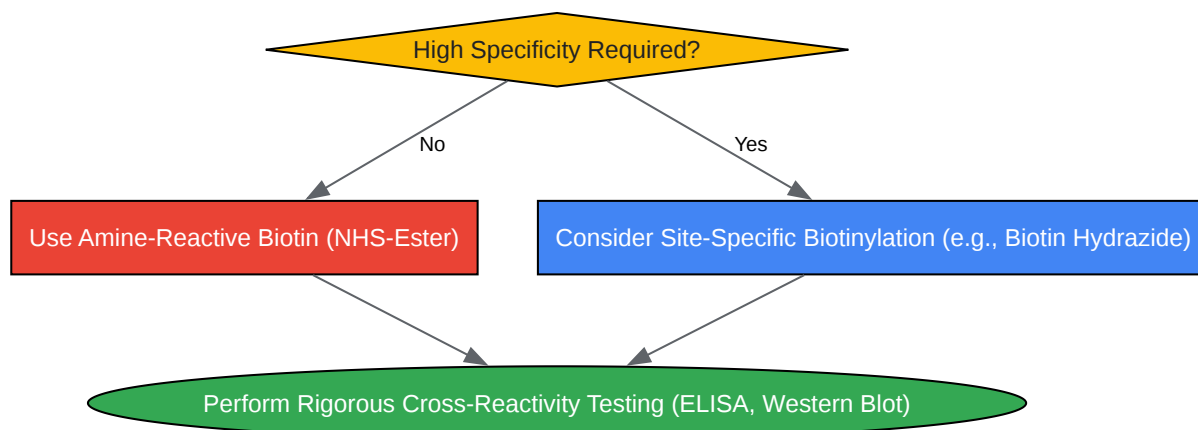 High Specificity Required?
No
Yes
Use Amine-Reactive Biotin (NHS-Ester)
Consider Site-Specific Biotinylation (e.g., Biotin Hydrazide)
Perform Rigorous Cross-Reactivity Testing (ELISA, Western Blot)